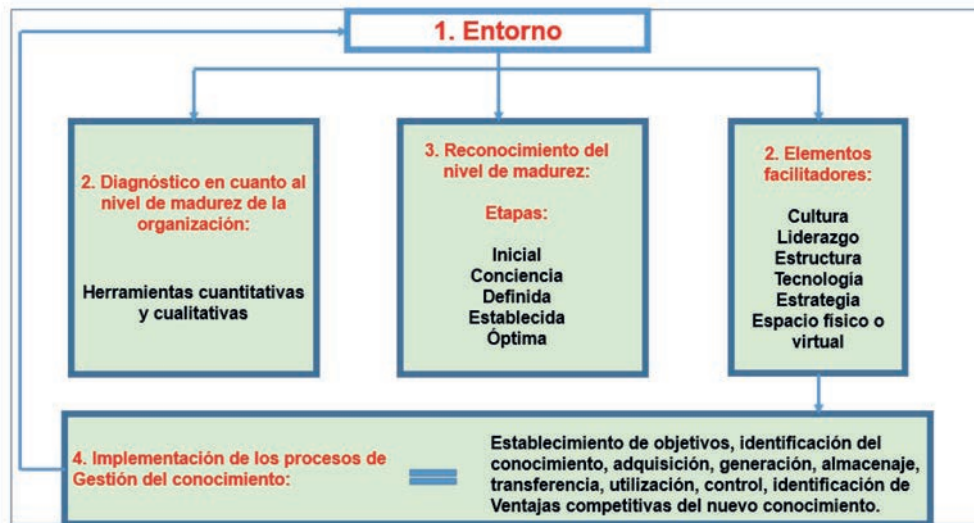 1. Entorno
2. Diagnóstico en cuanto al
nivel de madurez de la
organización:
Herramientas cuantitativas
y cualitativas
3. Reconocimiento del
nivel de madurez:
Etapas:
Inicial
Conciencia
Definida
Establecida
Óptima
2. Elementos
facilitadores:
Cultura
Liderazgo
Estructura
Tecnología
Estrategia
Espacio físico o
virtual
4. Implementación de los procesos de
Gestión del conocimiento:
Establecimiento de objetivos, identificación del
conocimiento, adquisición, generación, almacenaje,
transferencia, utilización, control, identificación de
Ventajas competitivas del nuevo conocimiento.